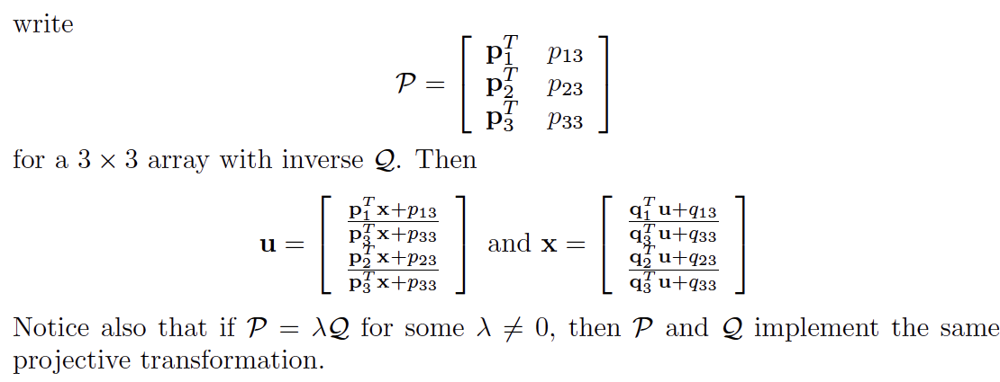 write
$\mathcal{P} = \begin{bmatrix} \mathbf{p}_1^T & p_{13} \\ \mathbf{p}_2^T & p_{23} \\ \mathbf{p}_3^T & p_{33} \end{bmatrix}$
for a 3 × 3 array with inverse $\mathcal{Q}$. Then
$\mathbf{u} = \begin{bmatrix} \frac{\mathbf{p}_1^T \mathbf{x}+p_{13}}{\mathbf{p}_3^T \mathbf{x}+p_{33}} \\ \frac{\mathbf{p}_2^T \mathbf{x}+p_{23}}{\mathbf{p}_3^T \mathbf{x}+p_{33}} \end{bmatrix}$ and $\mathbf{x} = \begin{bmatrix} \frac{\mathbf{q}_1^T \mathbf{u}+q_{13}}{\mathbf{q}_3^T \mathbf{u}+q_{33}} \\ \frac{\mathbf{q}_2^T \mathbf{u}+q_{23}}{\mathbf{q}_3^T \mathbf{u}+q_{33}} \end{bmatrix}$
Notice also that if $\mathcal{P} = \lambda\mathcal{Q}$ for some $\lambda \neq 0$, then $\mathcal{P}$ and $\mathcal{Q}$ implement the same
projective transformation.